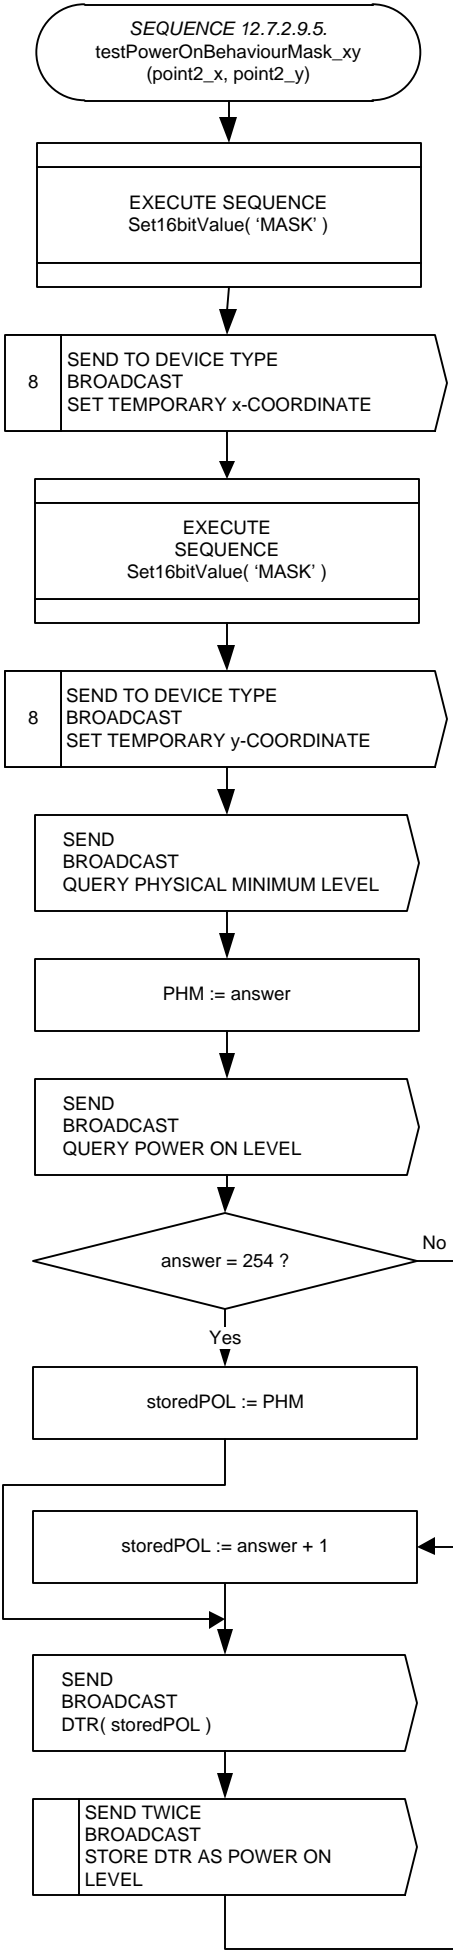 SEQUENCE 12.7.2.9.5.
testPowerOnBehaviourMask_xy
(point2_x, point2_y)
EXECUTE SEQUENCE
Set16bitValue( ‘MASK’ )
8
SEND TO DEVICE TYPE
BROADCAST
SET TEMPORARY x-COORDINATE
EXECUTE
SEQUENCE
Set16bitValue( ‘MASK’ )
8
SEND TO DEVICE TYPE
BROADCAST
SET TEMPORARY y-COORDINATE
SEND
BROADCAST
QUERY PHYSICAL MINIMUM LEVEL
PHM := answer
SEND
BROADCAST
QUERY POWER ON LEVEL
answer = 254 ?
No
Yes
storedPOL := PHM
storedPOL := answer + 1
SEND
BROADCAST
DTR( storedPOL )
SEND TWICE
BROADCAST
STORE DTR AS POWER ON
LEVEL